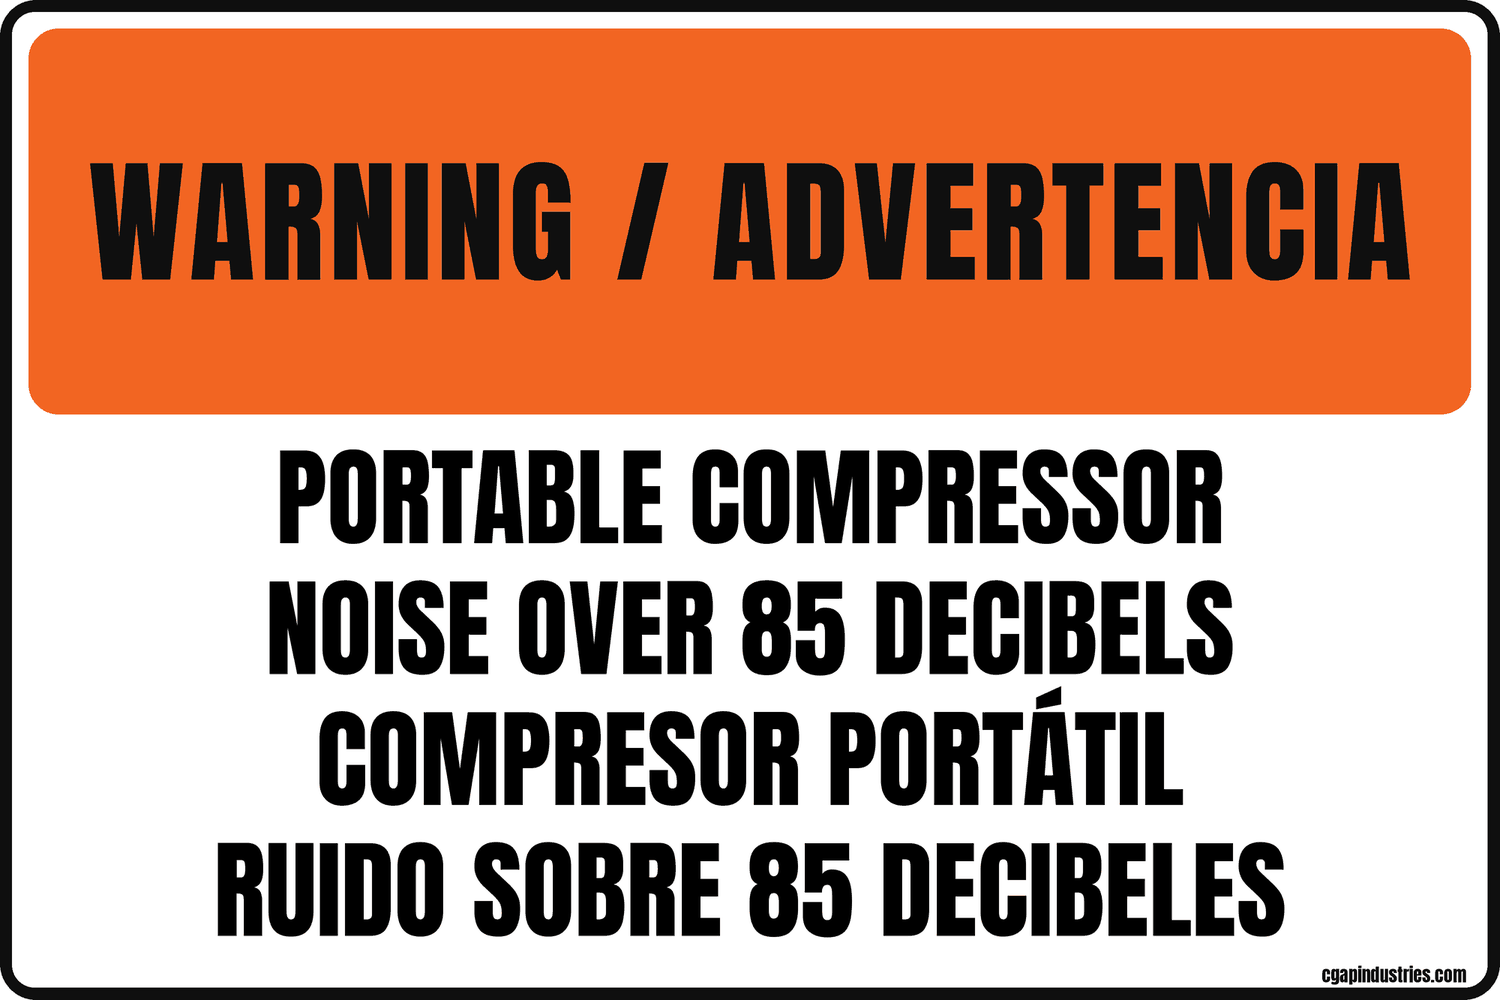 WARNING / ADVERTENCIA
PORTABLE COMPRESSOR
NOISE OVER 85 DECIBELS
COMPRESOR PORTÁTIL
RUIDO SOBRE 85 DECIBELES
cgapindustries.com